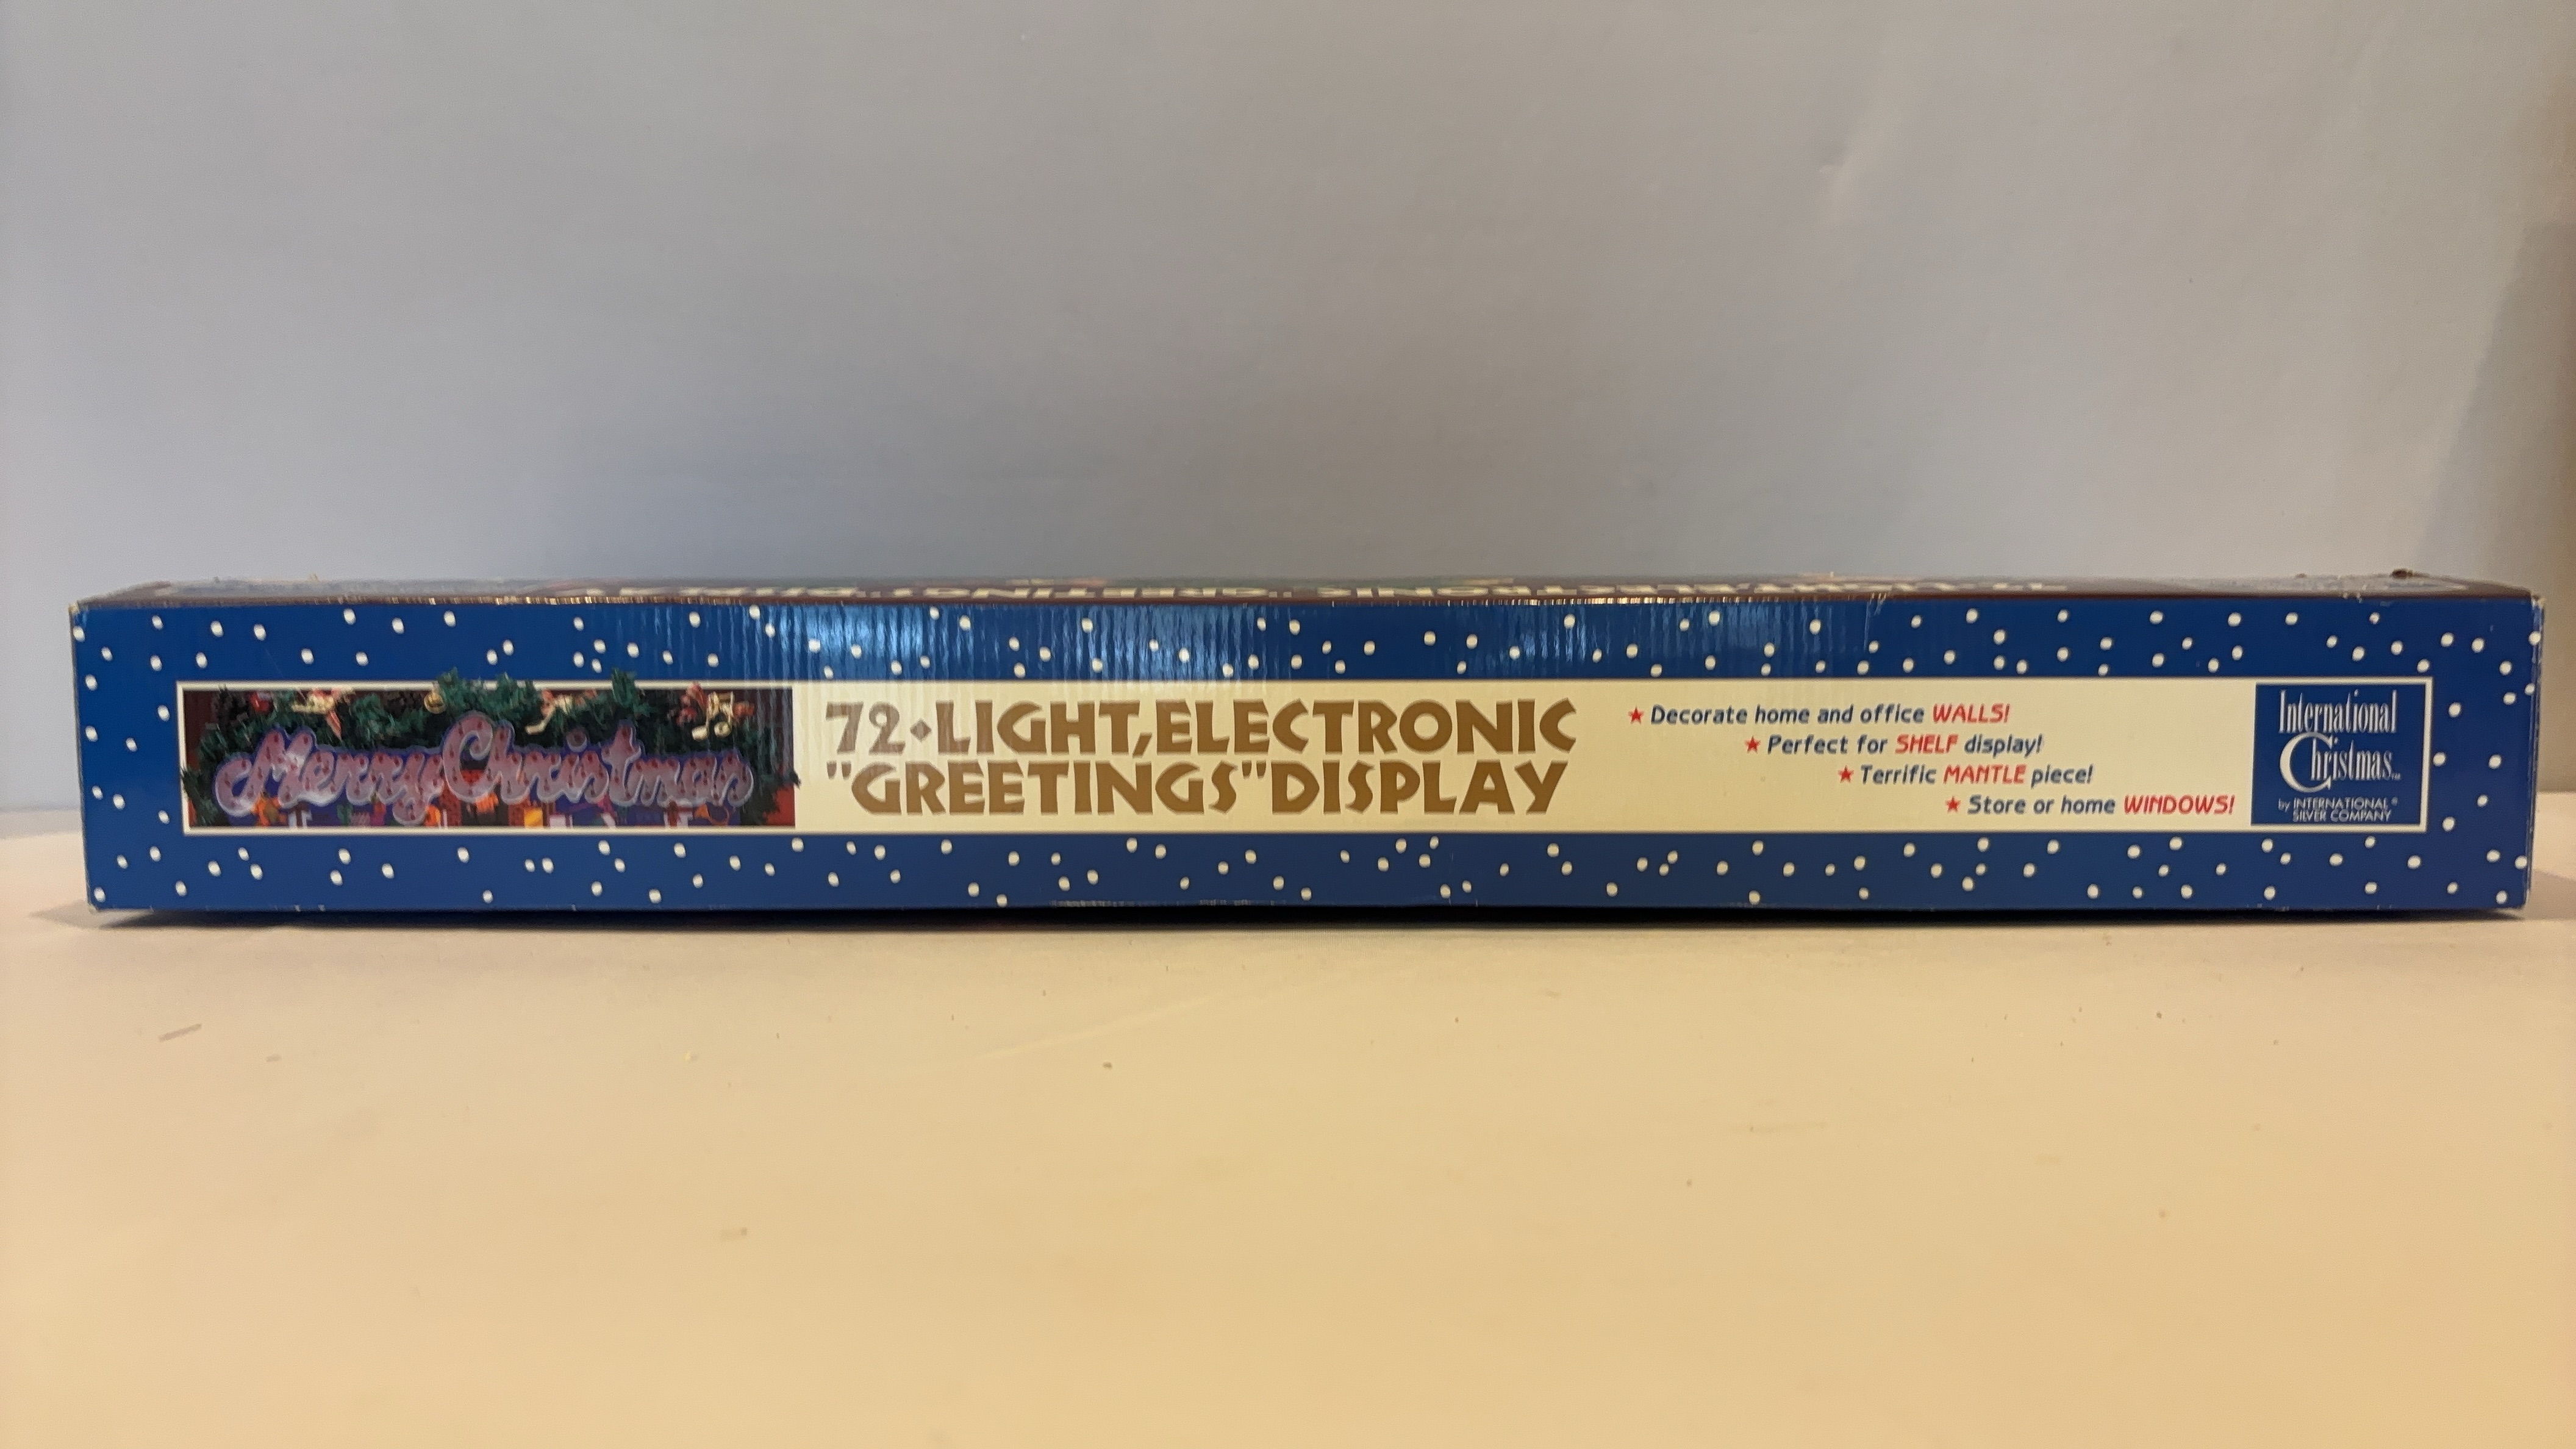 Merry Christmas
72•LIGHT, ELECTRONIC
"GREETINGS" DISPLAY
★ Decorate home and office WALLS!
★ Perfect for SHELF display!
★ Terrific MANTLE piece!
★ Store or home WINDOWS!
International
Christmas™
by INTERNATIONAL®
SILVER COMPANY